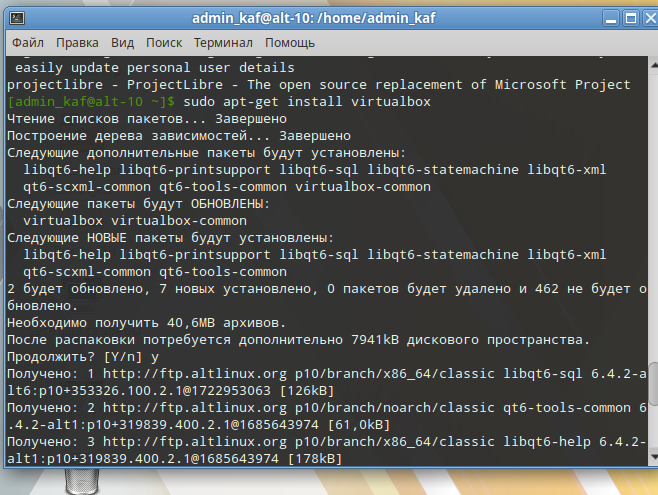 admin_kaf@alt-10: /home/admin_kaf
Файл Правка Вид Поиск Терминал Помощь
easily update personal user details
projectlibre - ProjectLibre - The open source replacement of Microsoft Project
[admin_kaf@alt-10 ~]$ sudo apt-get install virtualbox
Чтение списков пакетов... Завершено
Построение дерева зависимостей... Завершено
Следующие дополнительные пакеты будут установлены:
libqt6-help libqt6-printsupport libqt6-sql libqt6-statemachine libqt6-xml
qt6-scxml-common qt6-tools-common virtualbox-common
Следующие пакеты будут ОБНОВЛЕНЫ:
virtualbox virtualbox-common
Следующие НОВЫЕ пакеты будут установлены:
libqt6-help libqt6-printsupport libqt6-sql libqt6-statemachine libqt6-xml
qt6-scxml-common qt6-tools-common
2 будет обновлено, 7 новых установлено, 0 пакетов будет удалено и 462 не будет о
бновлено.
Необходимо получить 40,6MB архивов.
После распаковки потребуется дополнительно 7941kB дискового пространства.
Продолжить? [Y/n] y
Получено: 1 http://ftp.altlinux.org p10/branch/x86_64/classic libqt6-sql 6.4.2-a
lt6:p10+353326.100.2.1@1722953063 [126kB]
Получено: 2 http://ftp.altlinux.org p10/branch/noarch/classic qt6-tools-common 6
.4.2-alt1:p10+319839.400.2.1@1685643974 [61,0kB]
Получено: 3 http://ftp.altlinux.org p10/branch/x86_64/classic libqt6-help 6.4.2-
alt1:p10+319839.400.2.1@1685643974 [178kB]